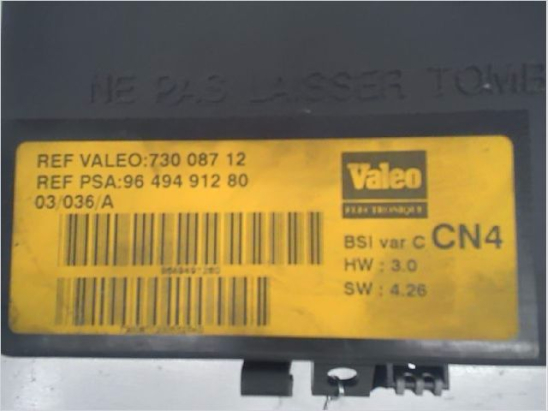 NE PAS LAISSER TOMB
REF VALEO:730 087 12
REF PSA:96 494 912 80
03/036/A
Valeo
ELECTRONIQUE
BSI var C CN4
HW : 3.0
SW : 4.26
9649491280